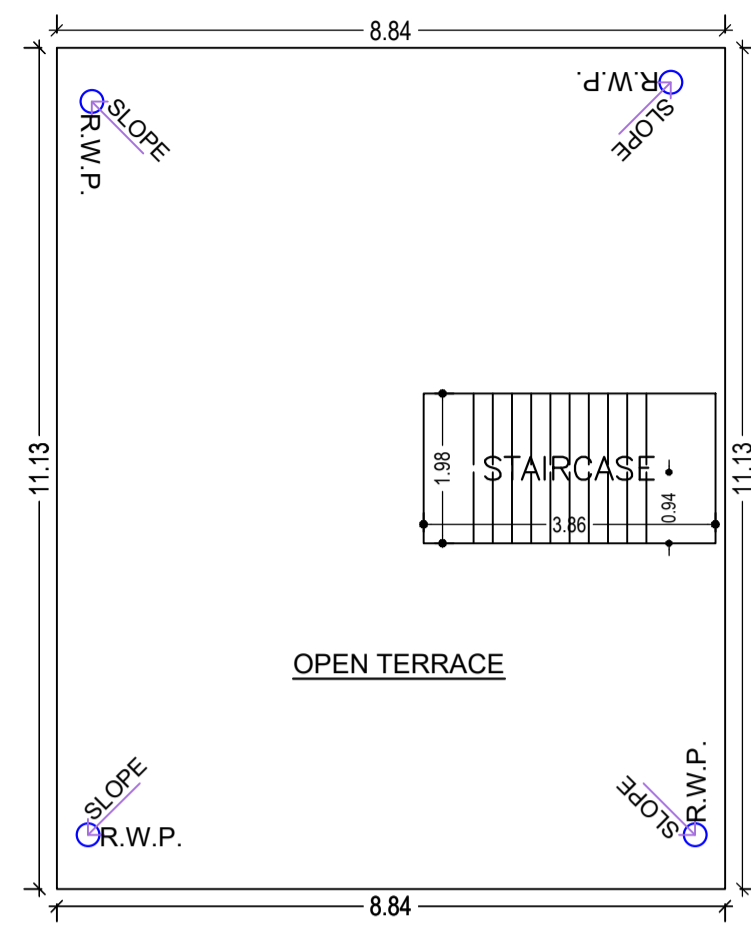 8.84
SLOPE
R.W.P.
R.W.P.
SLOPE
11.13
11.13
1.98
STAIRCASE
0.94
3.86
OPEN TERRACE
SLOPE
R.W.P.
SLOPE
R.W.P.
8.84